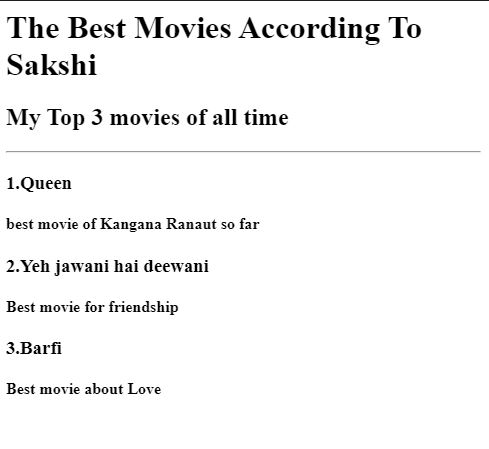 The Best Movies According To
Sakshi
My Top 3 movies of all time
1.Queen
best movie of Kangana Ranaut so far
2.Yeh jawani hai deewani
Best movie for friendship
3.Barfi
Best movie about Love